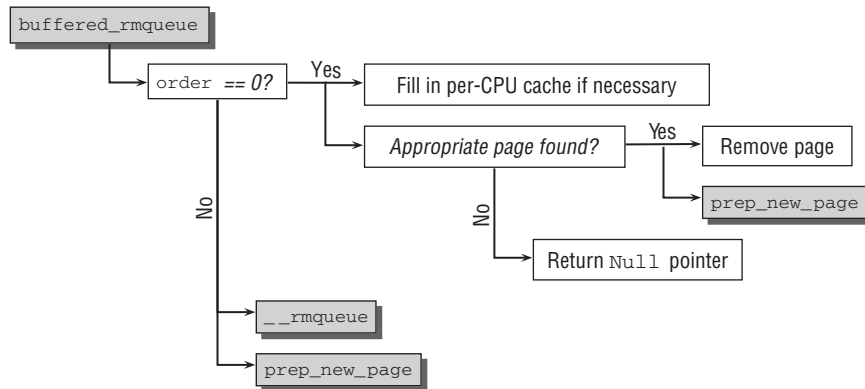 buffered_rmqueue
order == 0?
Yes
Fill in per-CPU cache if necessary
Appropriate page found?
Yes
Remove page
prep_new_page
No
No
Return Null pointer
__rmqueue
prep_new_page